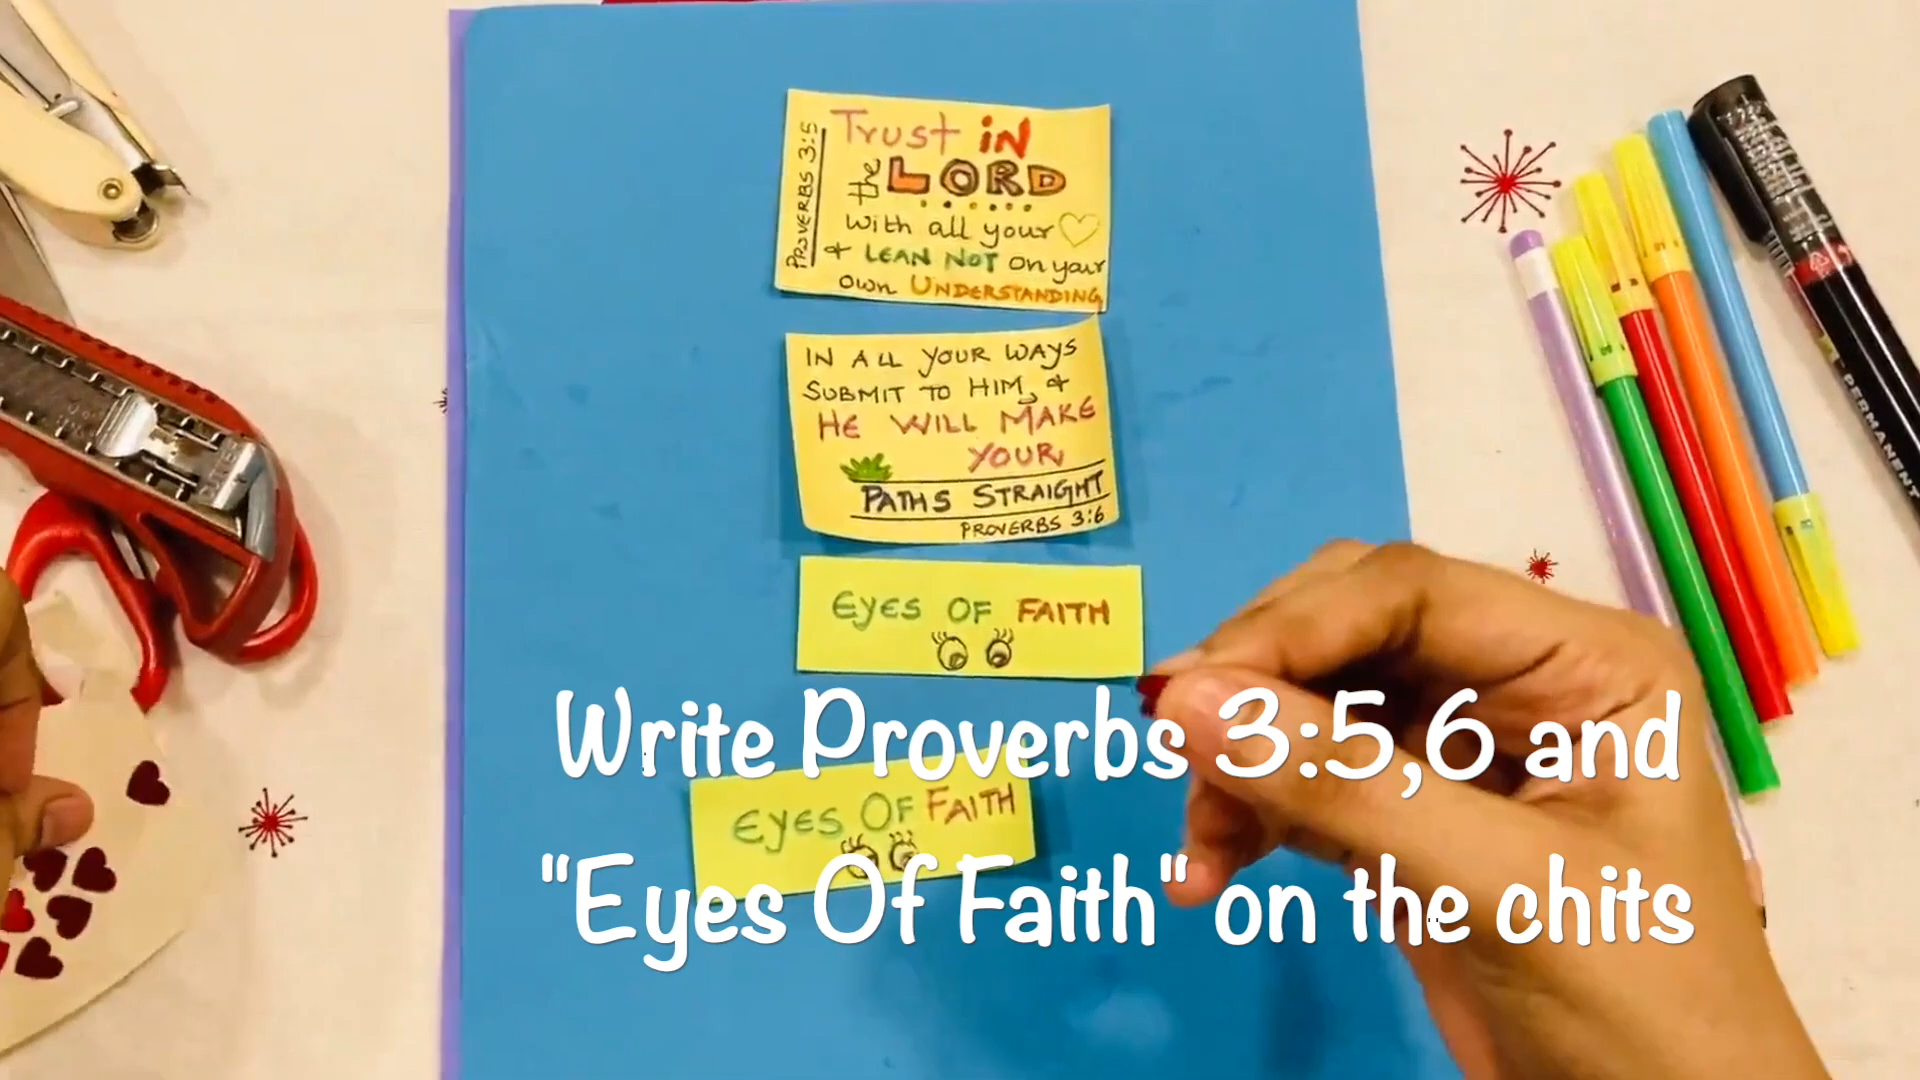 Trust in
the LORD
With all your
& LEAN NOT on your
own UNDERSTANDING
PROVERBS 3:5
IN ALL YOUR WAYS
SUBMIT TO HIM, &
HE WILL MAKE
YOUR
PATHS STRAIGHT
PROVERBS 3:6
EYES OF FAITH
EYES OF FAITH
Write Proverbs 3:5,6 and
"Eyes Of Faith" on the chits
PERMANENT